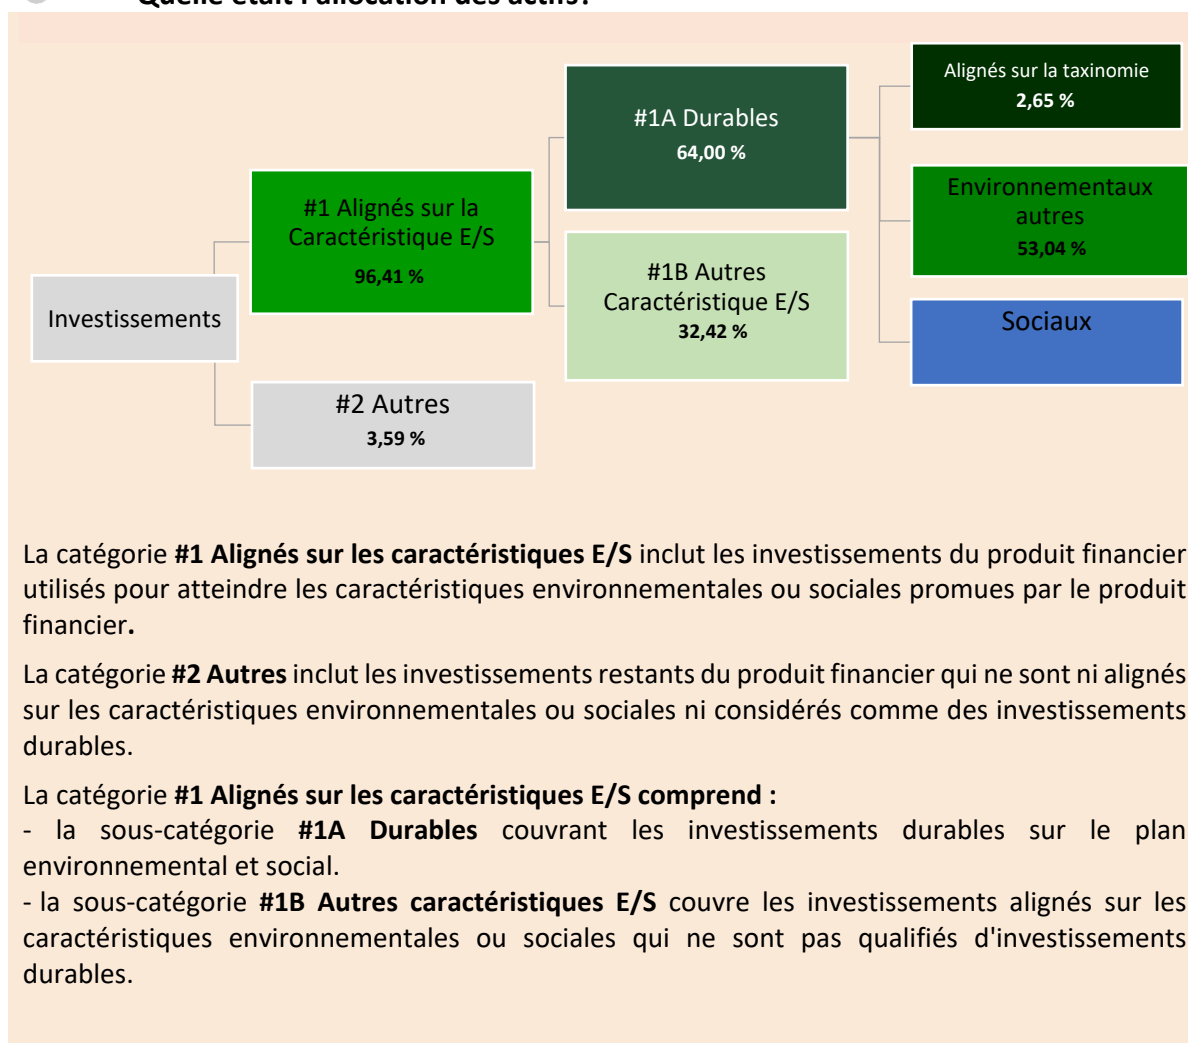 Quelle était l'allocation des actifs?
Alignés sur la taxinomie
2,65 %
#1A Durables
64,00 %
#1 Alignés sur la
Caractéristique E/S
96,41 %
Environnementaux
autres
53,04 %
#1B Autres
Caractéristique E/S
32,42 %
Investissements
Sociaux
#2 Autres
3,59 %
La catégorie #1 Alignés sur les caractéristiques E/S inclut les investissements du produit financier
utilisés pour atteindre les caractéristiques environnementales ou sociales promues par le produit
financier.
La catégorie #2 Autres inclut les investissements restants du produit financier qui ne sont ni alignés
sur les caractéristiques environnementales ou sociales ni considérés comme des investissements
durables.
La catégorie #1 Alignés sur les caractéristiques E/S comprend :
- la sous-catégorie #1A Durables couvrant les investissements durables sur le plan
environnemental et social.
- la sous-catégorie #1B Autres caractéristiques E/S couvre les investissements alignés sur les
caractéristiques environnementales ou sociales qui ne sont pas qualifiés d'investissements
durables.